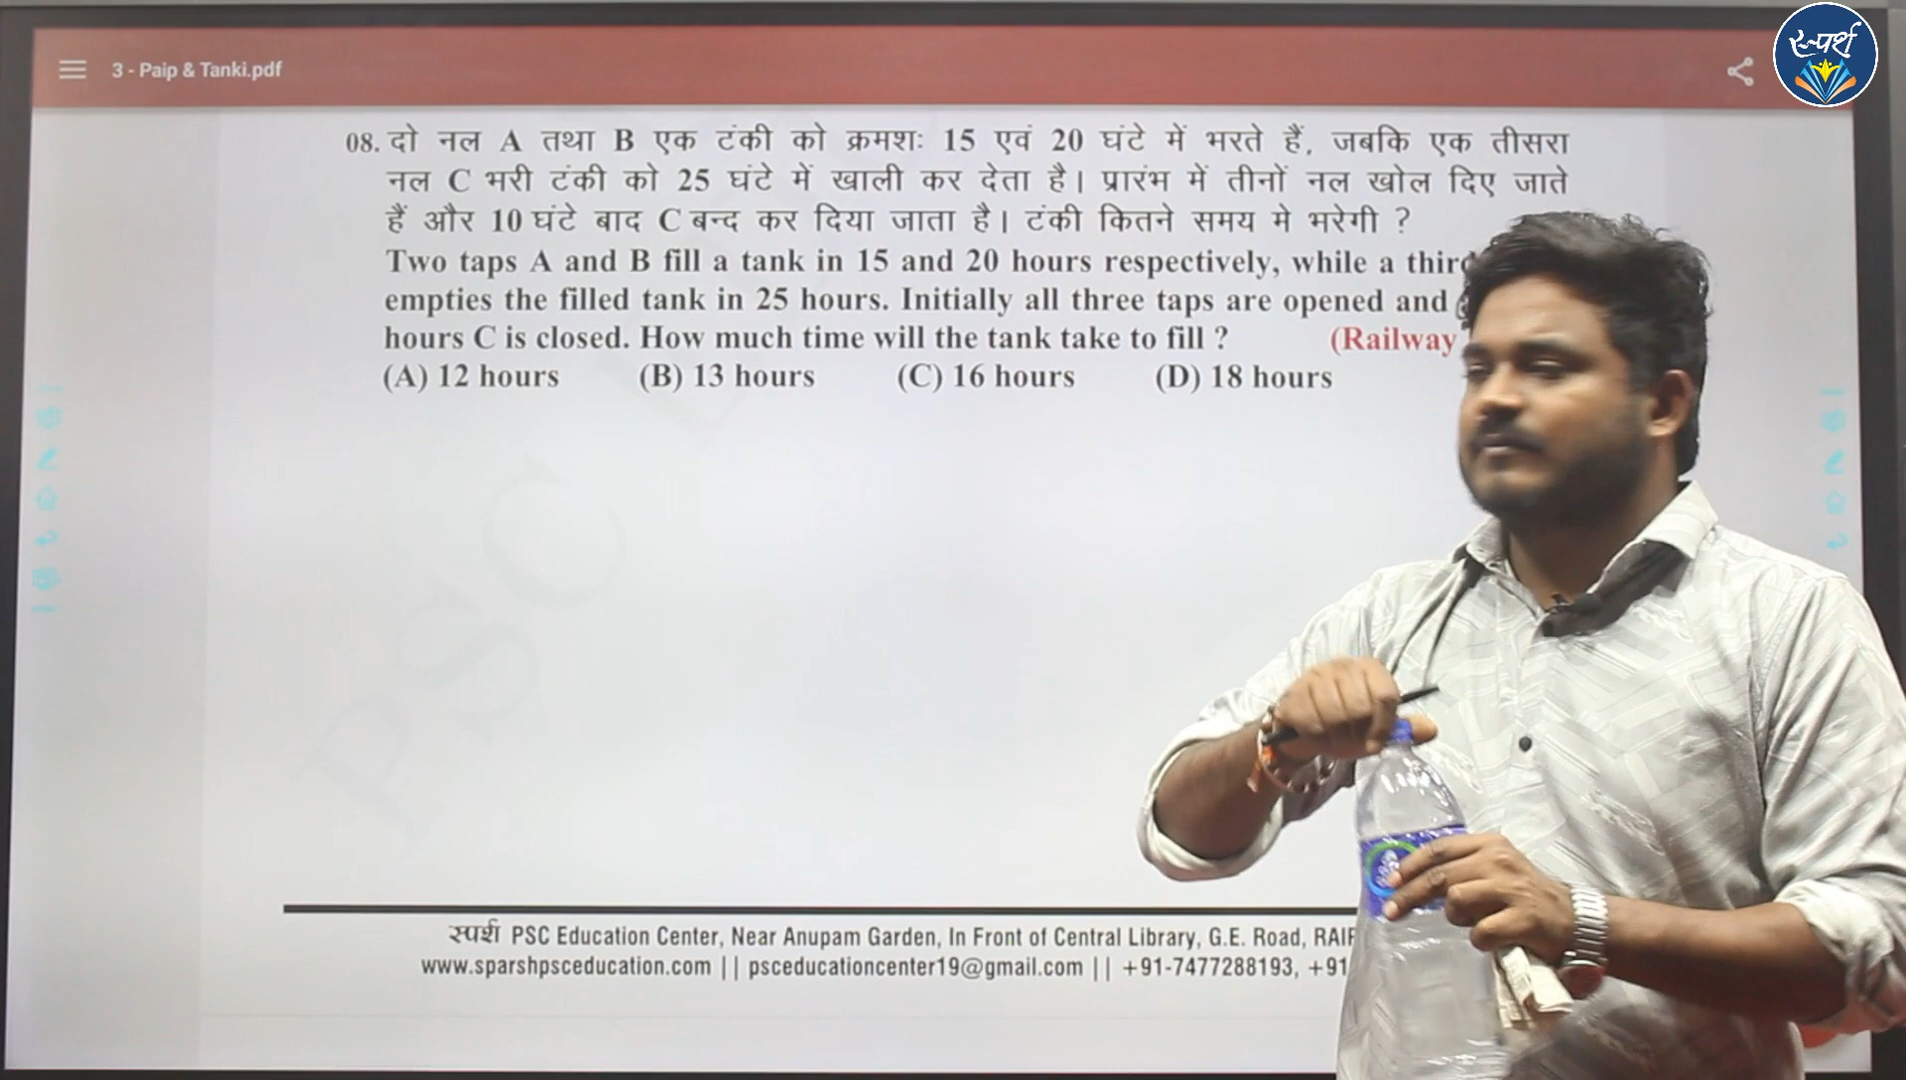 3 - Paip & Tanki.pdf
स्पर्श
08. दो नल A तथा B एक टंकी को क्रमशः 15 एवं 20 घंटे में भरते हैं, जबकि एक तीसरा
नल C भरी टंकी को 25 घंटे में खाली कर देता है। प्रारंभ में तीनों नल खोल दिए जाते
हैं और 10 घंटे बाद C बन्द कर दिया जाता है। टंकी कितने समय मे भरेगी ?
Two taps A and B fill a tank in 15 and 20 hours respectively, while a third
empties the filled tank in 25 hours. Initially all three taps are opened and
hours C is closed. How much time will the tank take to fill ? (Railway
(A) 12 hours (B) 13 hours (C) 16 hours (D) 18 hours
PSC
स्पर्श PSC Education Center, Near Anupam Garden, In Front of Central Library, G.E. Road,
www.sparshpsceducation.com || psceducationcenter19@gmail.com || +91-7477288193, +91